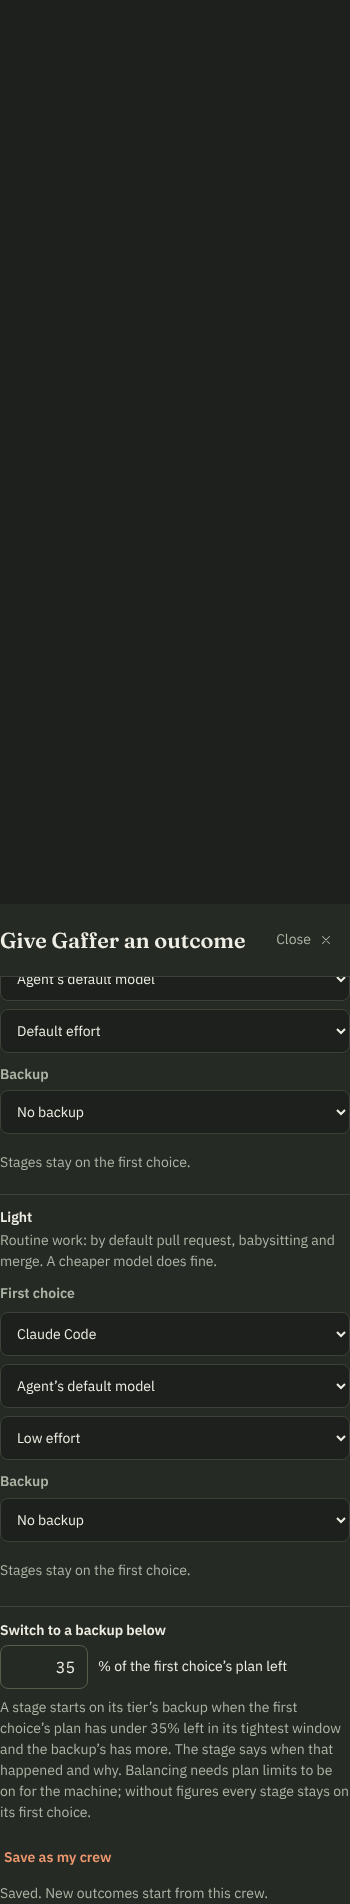 Give Gaffer an outcome
Close ×
Agent's default model
Default effort
Backup
No backup
Stages stay on the first choice.
Light
Routine work: by default pull request, babysitting and
merge. A cheaper model does fine.
First choice
Claude Code
Agent’s default model
Low effort
Backup
No backup
Stages stay on the first choice.
Switch to a backup below
35 % of the first choice’s plan left
A stage starts on its tier’s backup when the first
choice’s plan has under 35% left in its tightest window
and the backup’s has more. The stage says when that
happened and why. Balancing needs plan limits to be
on for the machine; without figures every stage stays on
its first choice.
Save as my crew
Saved. New outcomes start from this crew.